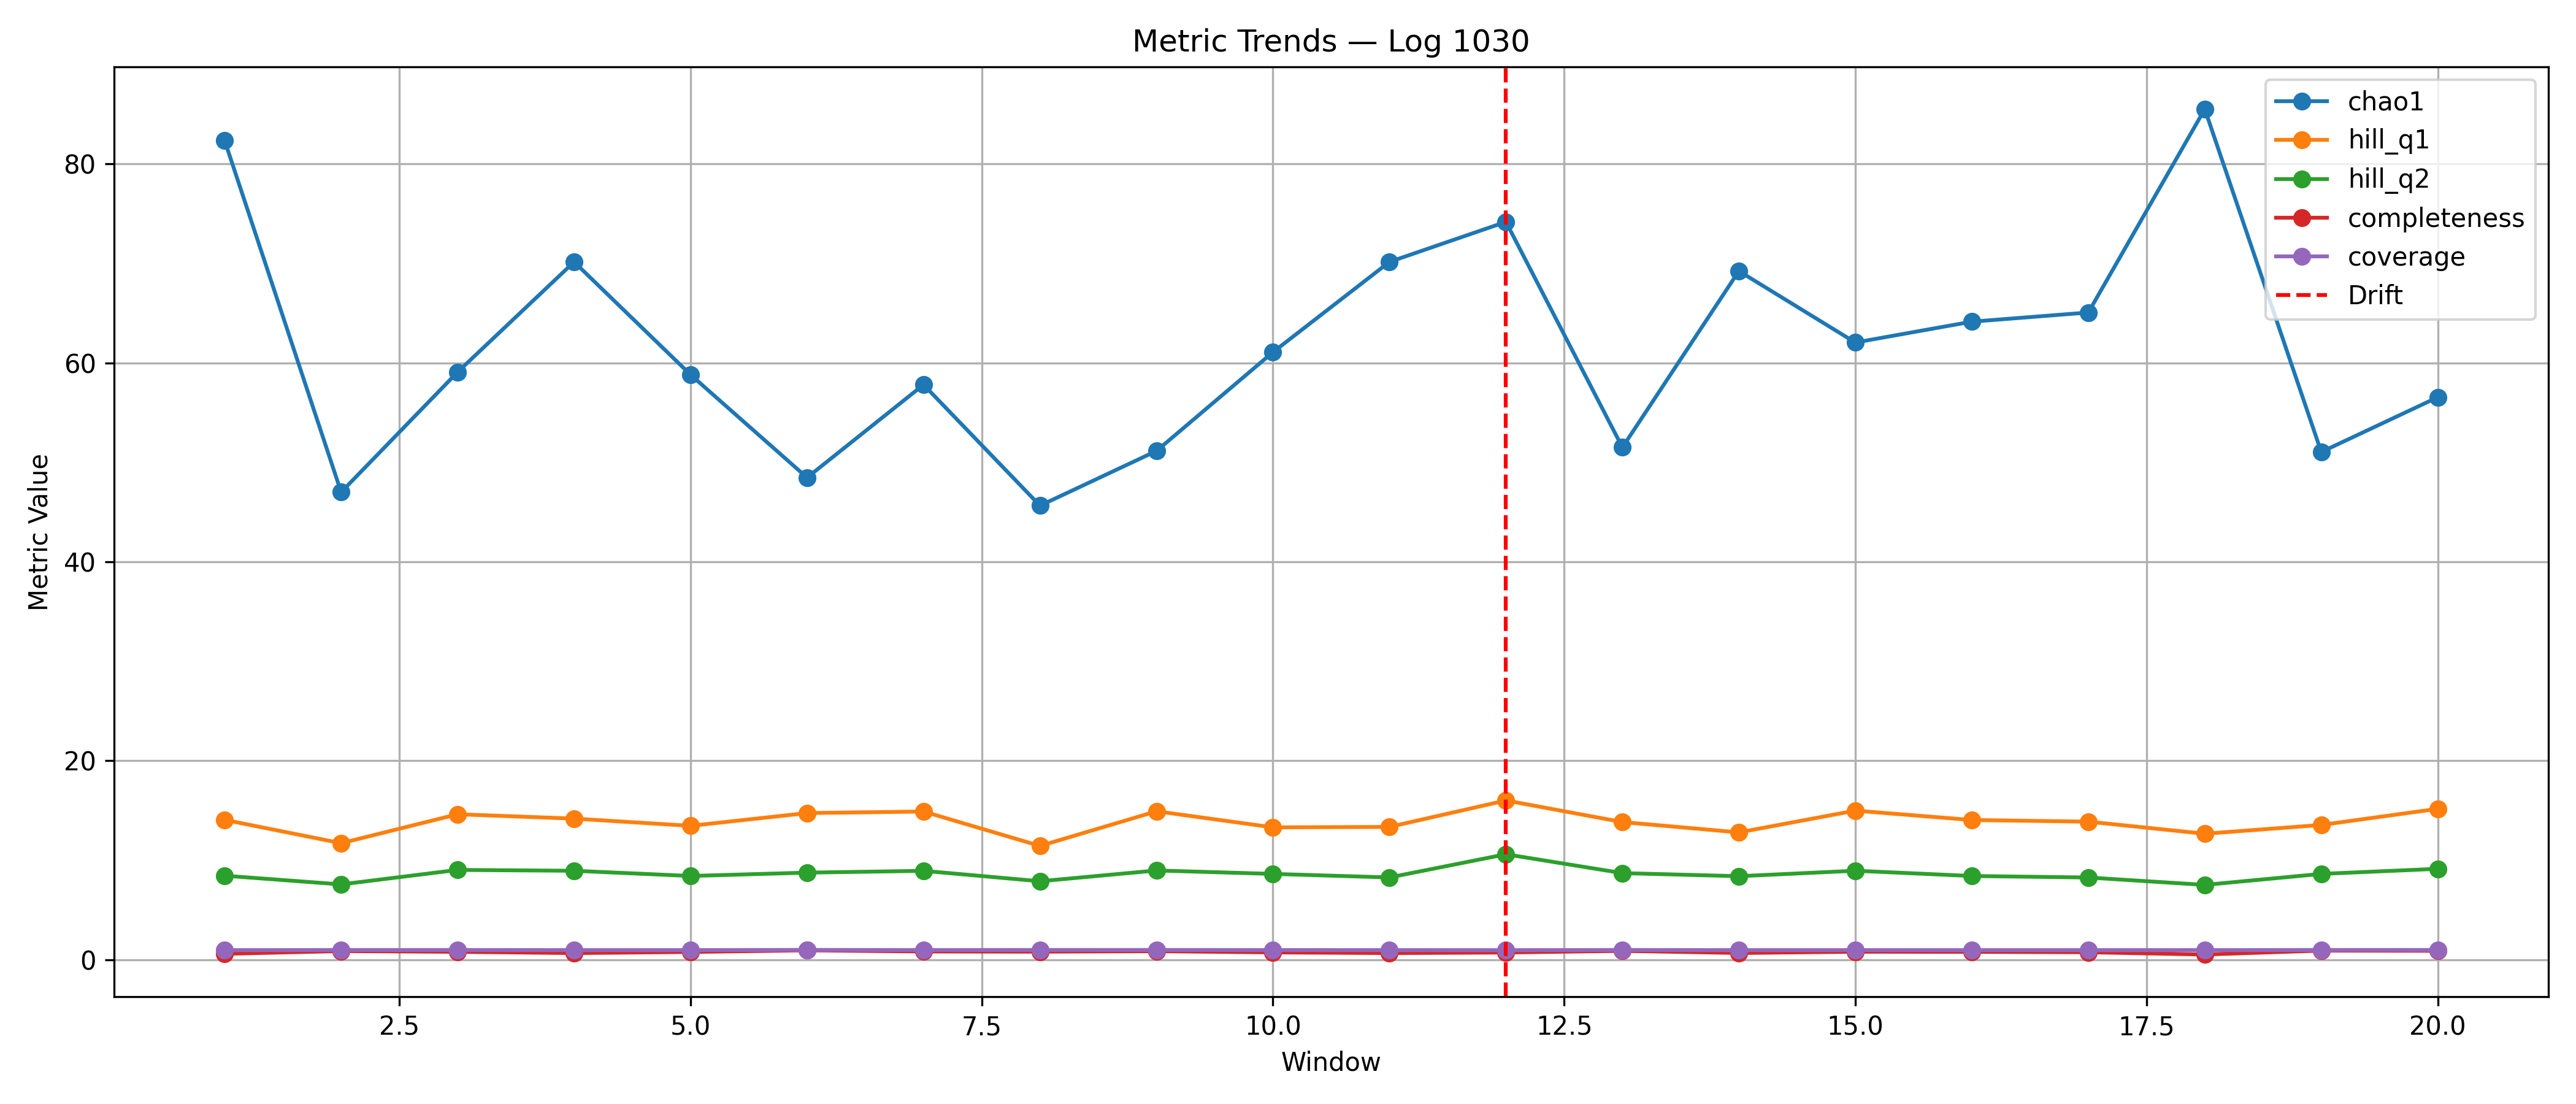 Metric Trends — Log 1030
Metric Value
80
60
40
20
0
chao1
hill_q1
hill_q2
completeness
coverage
Drift
2.5 5.0 7.5 10.0 12.5 15.0 17.5 20.0
Window